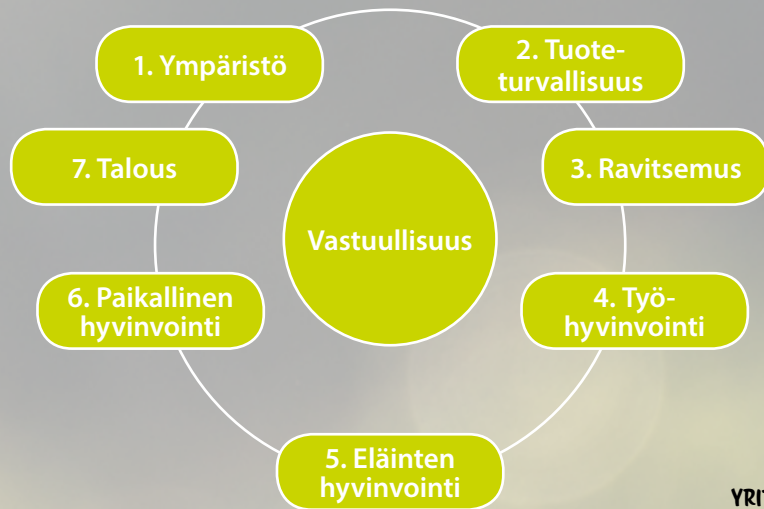 1. Ympäristö
2. Tuote-
turvallisuus
3. Ravitsemus
4. Työ-
hyvinvointi
5. Eläinten
hyvinvointi
6. Paikallinen
hyvinvointi
7. Talous
Vastuullisuus